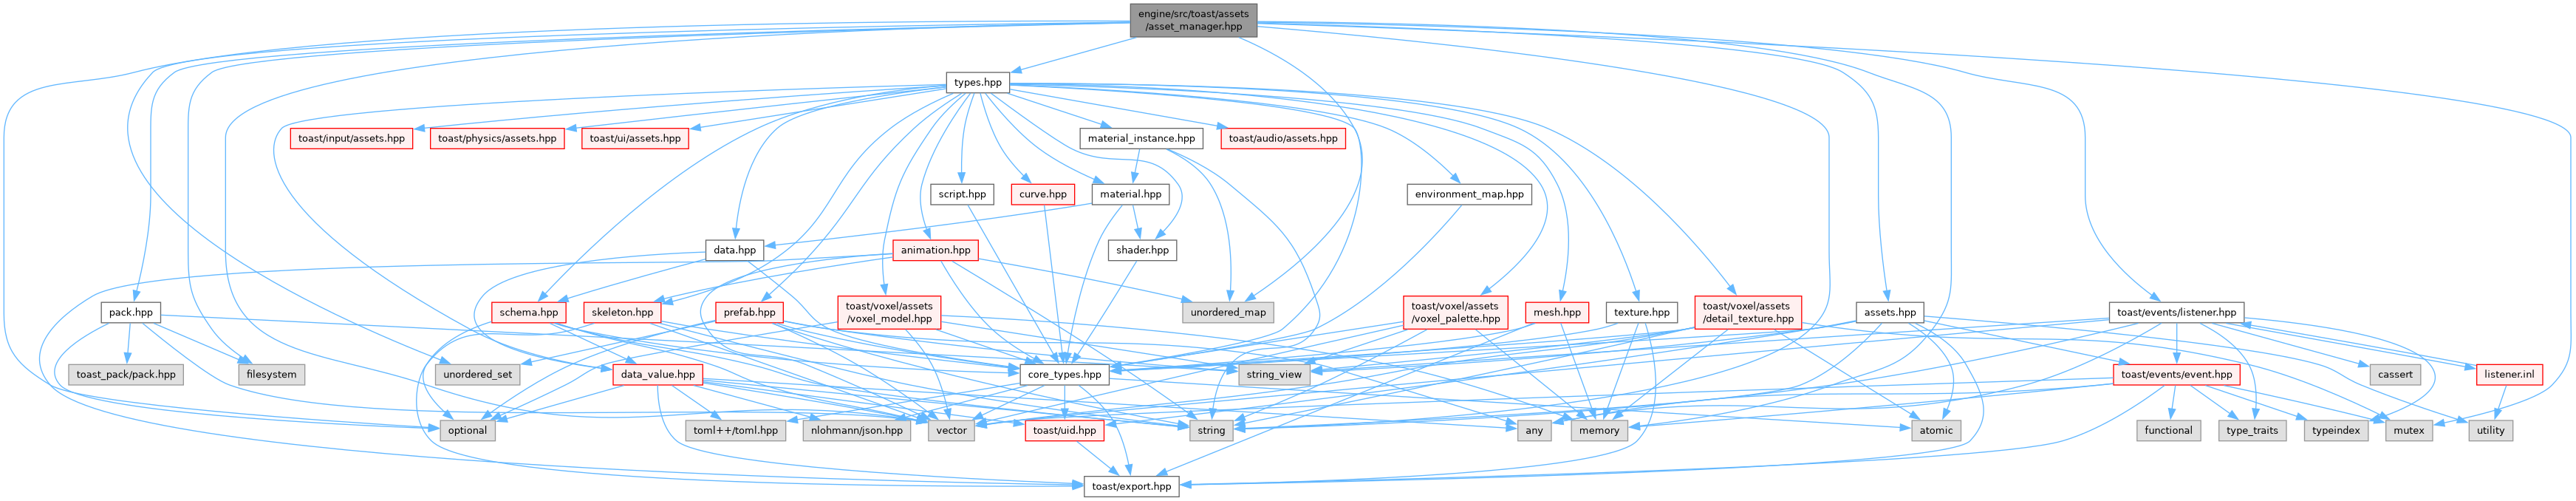 engine/src/toast/assets
/asset_manager.hpp
types.hpp
toast/input/assets.hpp
toast/physics/assets.hpp
toast/ui/assets.hpp
material_instance.hpp
toast/audio/assets.hpp
script.hpp
curve.hpp
material.hpp
environment_map.hpp
data.hpp
animation.hpp
shader.hpp
pack.hpp
schema.hpp
skeleton.hpp
prefab.hpp
toast/voxel/assets
/voxel_model.hpp
unordered_map
toast/voxel/assets
/voxel_palette.hpp
mesh.hpp
texture.hpp
toast/voxel/assets
/detail_texture.hpp
assets.hpp
toast/events/listener.hpp
toast_pack/pack.hpp
filesystem
unordered_set
data_value.hpp
core_types.hpp
string_view
toast/events/event.hpp
cassert
listener.inl
optional
toml++/toml.hpp
nlohmann/json.hpp
vector
toast/uid.hpp
string
any
memory
atomic
functional
type_traits
typeindex
mutex
utility
toast/export.hpp